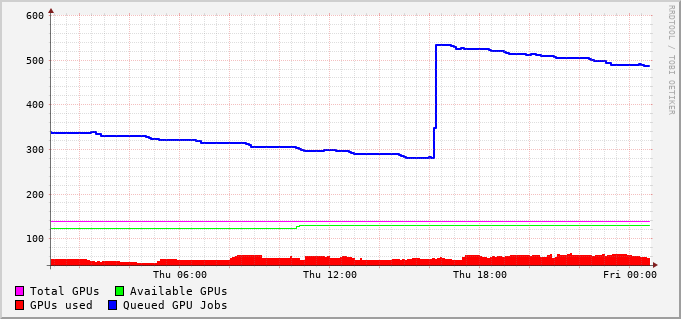 600
500
400
300
200
100
Thu 06:00 Thu 12:00 Thu 18:00 Fri 00:00
Total GPUs Available GPUs
GPUs used Queued GPU Jobs
RRDTOOL / TOBI OETIKER